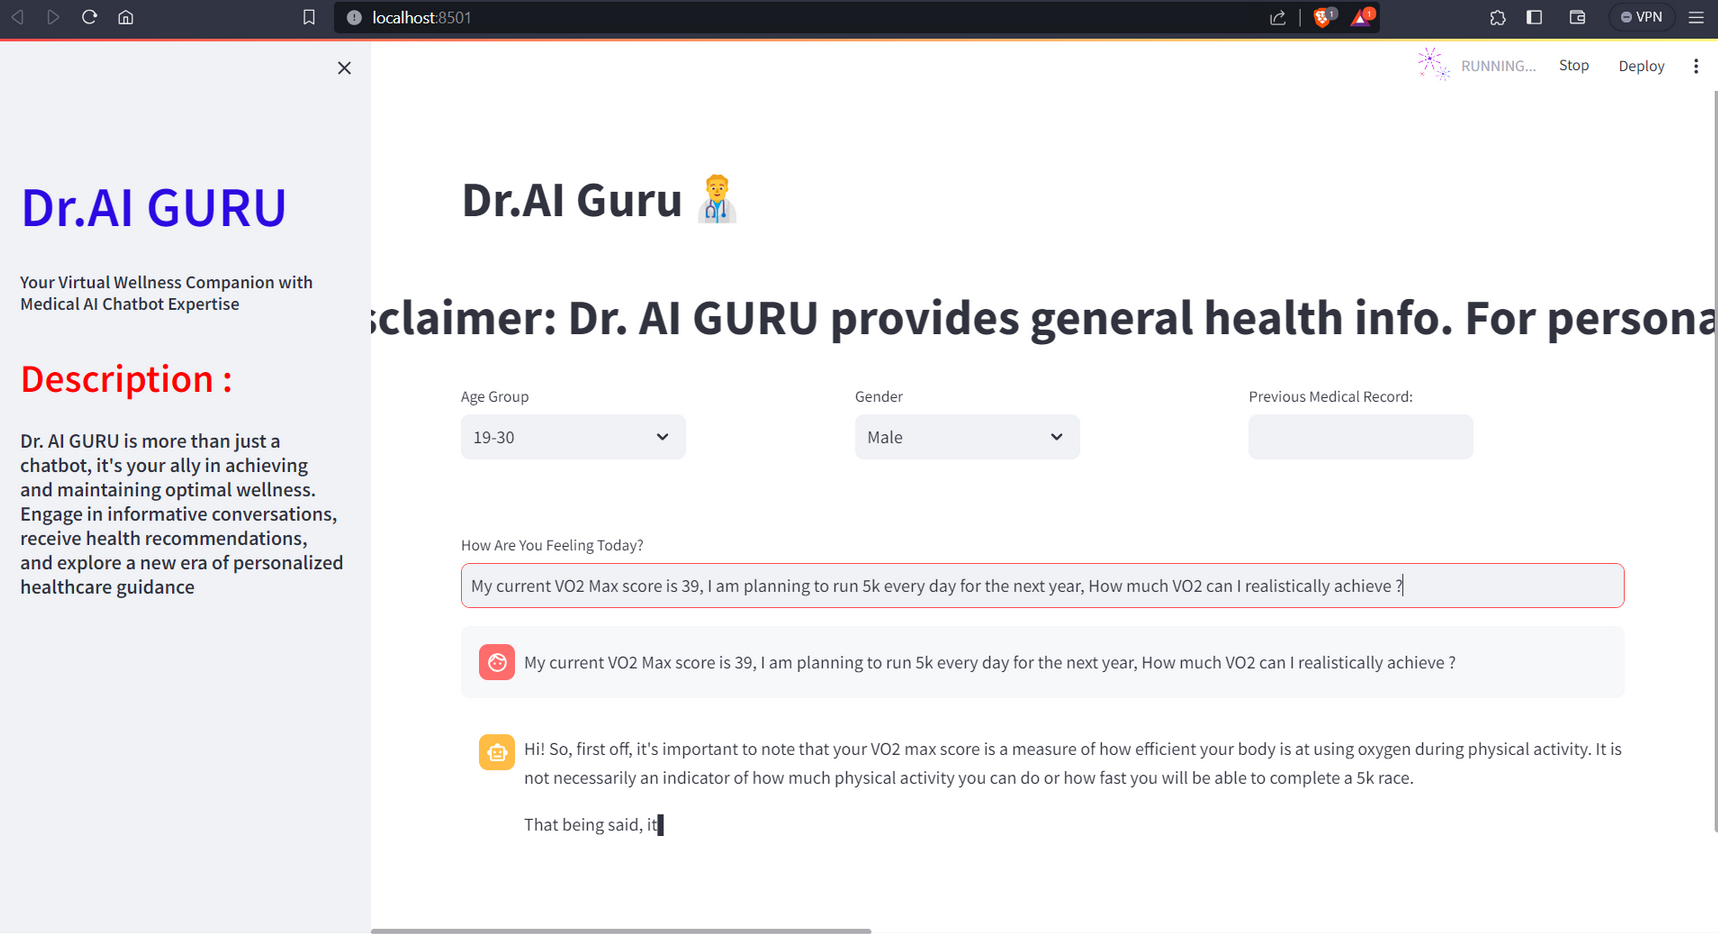 localhost:8501
1
1
VPN
RUNNING...
Stop
Deploy
Dr.AI GURU
Your Virtual Wellness Companion with
Medical AI Chatbot Expertise
Description :
Dr. AI GURU is more than just a
chatbot, it's your ally in achieving
and maintaining optimal wellness.
Engage in informative conversations,
receive health recommendations,
and explore a new era of personalized
healthcare guidance
Dr.AI Guru
sclaimer: Dr. AI GURU provides general health info. For persona
Age Group
Gender
Previous Medical Record:
19-30
Male
How Are You Feeling Today?
My current VO2 Max score is 39, I am planning to run 5k every day for the next year, How much VO2 can I realistically achieve ?
My current VO2 Max score is 39, I am planning to run 5k every day for the next year, How much VO2 can I realistically achieve ?
Hi! So, first off, it's important to note that your VO2 max score is a measure of how efficient your body is at using oxygen during physical activity. It is
not necessarily an indicator of how much physical activity you can do or how fast you will be able to complete a 5k race.
That being said, it